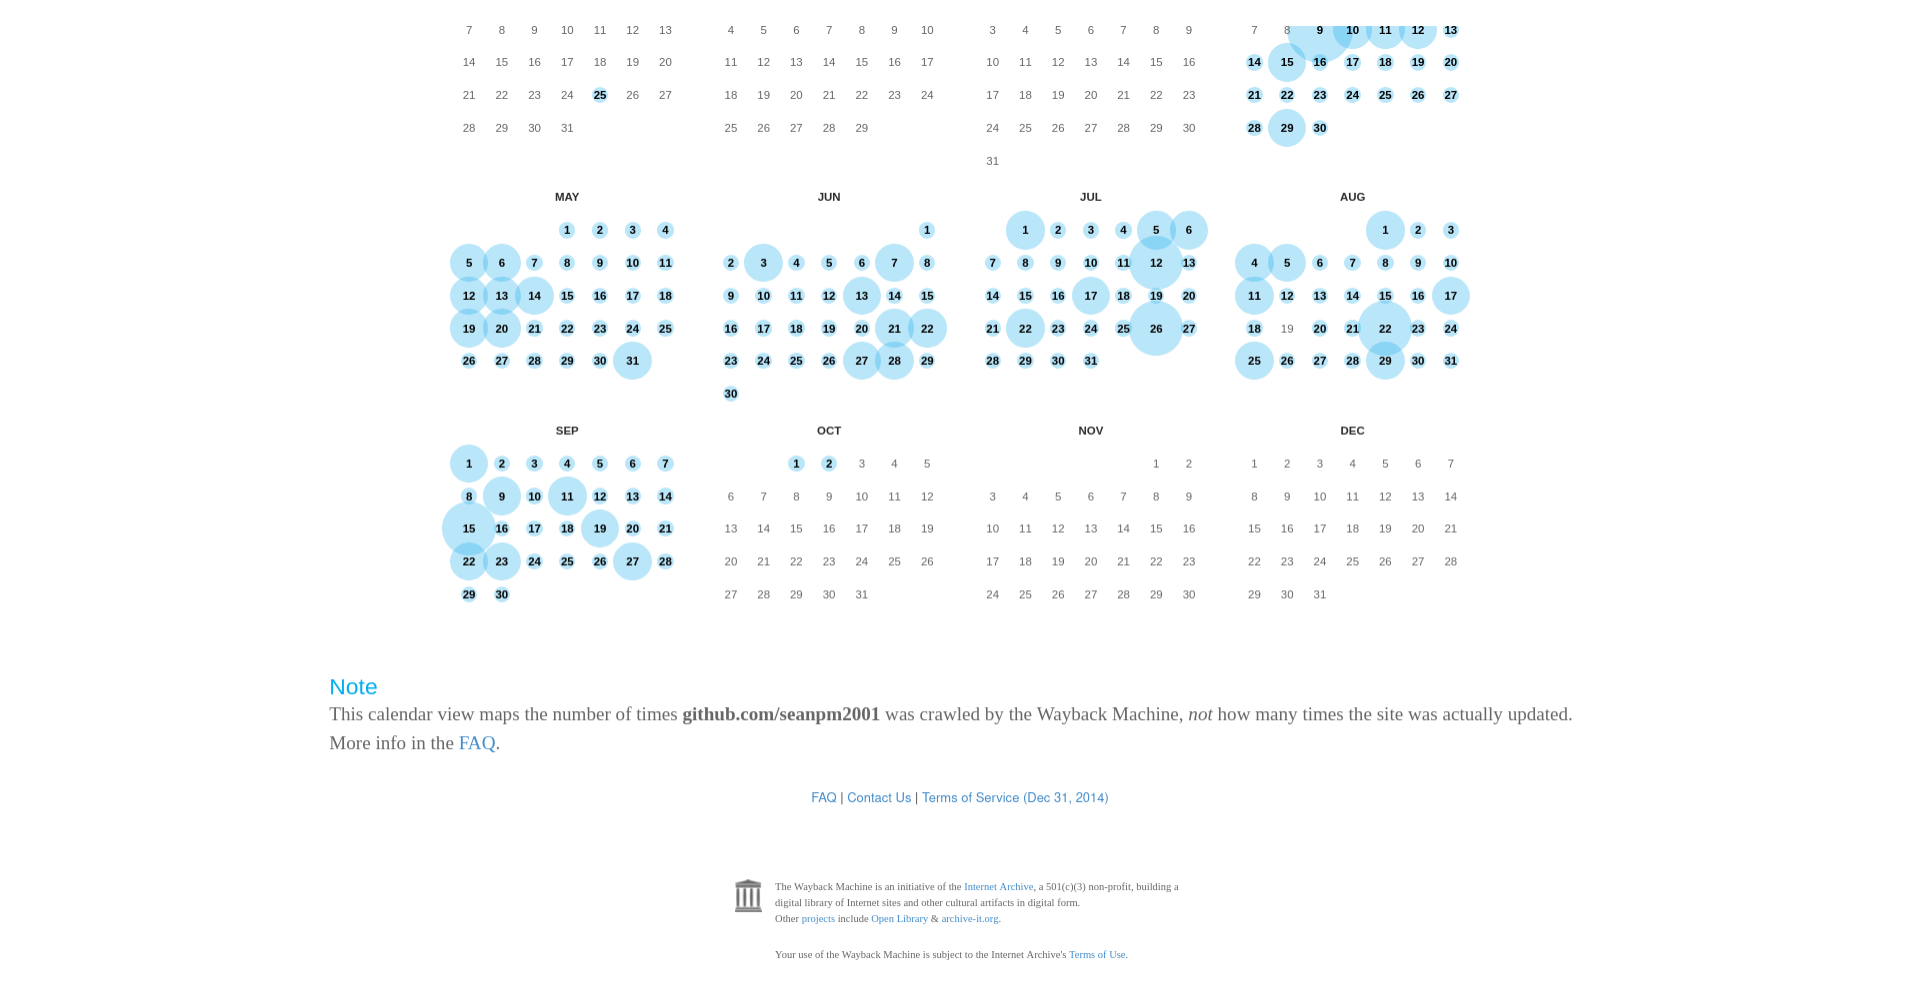 7 8 9 10 11 12 13 4 5 6 7 8 9 10 3 4 5 6 7 8 9 7 8 9 10 11 12 13
14 15 16 17 18 19 20 11 12 13 14 15 16 17 10 11 12 13 14 15 16 14 15 16 17 18 19 20
21 22 23 24 25 26 27 18 19 20 21 22 23 24 17 18 19 20 21 22 23 21 22 23 24 25 26 27
28 29 30 31 25 26 27 28 29 24 25 26 27 28 29 30 28 29 30
31
MAY JUN JUL AUG
1 2 3 4 1 1 2 3 4 5 6 1 2 3
5 6 7 8 9 10 11 2 3 4 5 6 7 8 7 8 9 10 11 12 13 4 5 6 7 8 9 10
12 13 14 15 16 17 18 9 10 11 12 13 14 15 14 15 16 17 18 19 20 11 12 13 14 15 16 17
19 20 21 22 23 24 25 16 17 18 19 20 21 22 21 22 23 24 25 26 27 18 19 20 21 22 23 24
26 27 28 29 30 31 23 24 25 26 27 28 29 28 29 30 31 25 26 27 28 29 30 31
30
SEP OCT NOV DEC
1 2 3 4 5 6 7 1 2 3 4 5 1 2 1 2 3 4 5 6 7
8 9 10 11 12 13 14 6 7 8 9 10 11 12 3 4 5 6 7 8 9 8 9 10 11 12 13 14
15 16 17 18 19 20 21 13 14 15 16 17 18 19 10 11 12 13 14 15 16 15 16 17 18 19 20 21
22 23 24 25 26 27 28 20 21 22 23 24 25 26 17 18 19 20 21 22 23 22 23 24 25 26 27 28
29 30 27 28 29 30 31 24 25 26 27 28 29 30 29 30 31
Note
This calendar view maps the number of times github.com/seanpm2001 was crawled by the Wayback Machine, not how many times the site was actually updated.
More info in the FAQ.
FAQ | Contact Us | Terms of Service (Dec 31, 2014)
The Wayback Machine is an initiative of the Internet Archive, a 501(c)(3) non-profit, building a
digital library of Internet sites and other cultural artifacts in digital form.
Other projects include Open Library & archive-it.org.
Your use of the Wayback Machine is subject to the Internet Archive's Terms of Use.